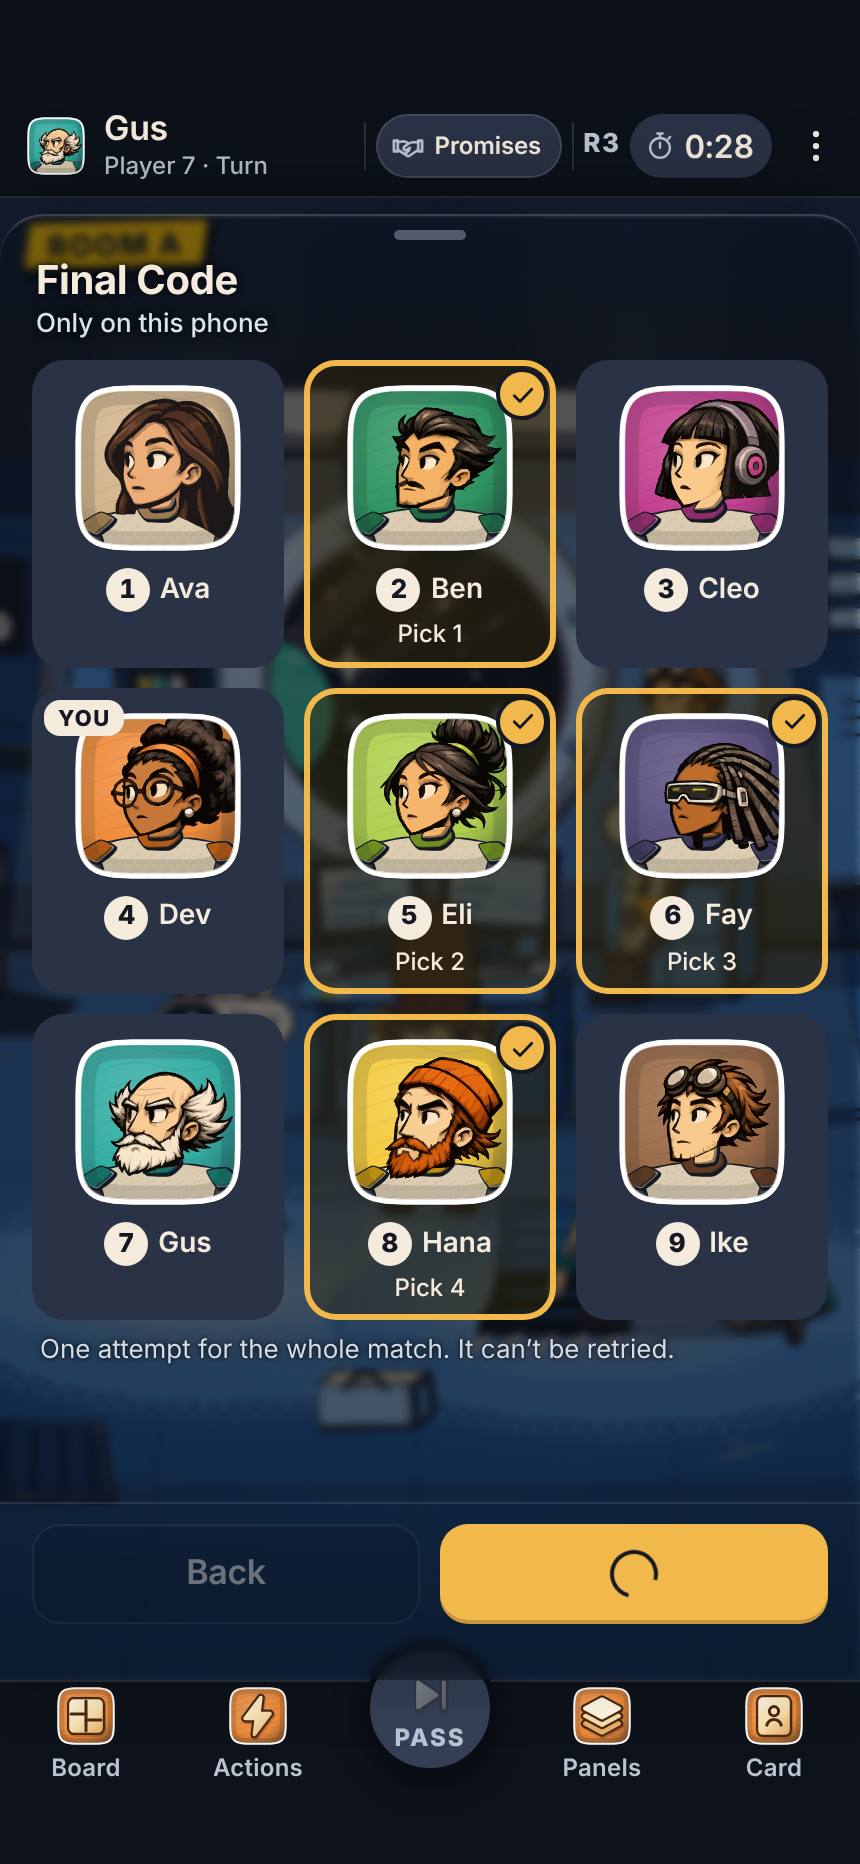 Gus
Player 7 · Turn
Promises
R3
0:28
ROOM A
Final Code
Only on this phone
1 Ava
2 Ben
Pick 1
3 Cleo
YOU
4 Dev
5 Eli
Pick 2
6 Fay
Pick 3
7 Gus
8 Hana
Pick 4
9 Ike
One attempt for the whole match. It can’t be retried.
Back
Board
Actions
PASS
Panels
Card